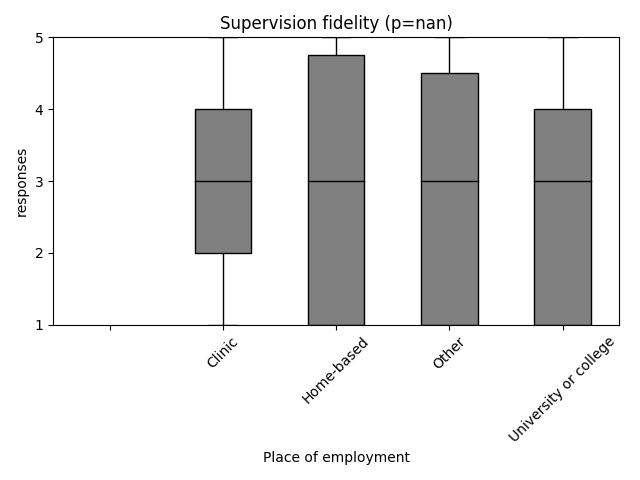 Supervision fidelity (p=nan)
5
4
3
2
1
responses
Clinic
Home-based
Other
University or college
Place of employment